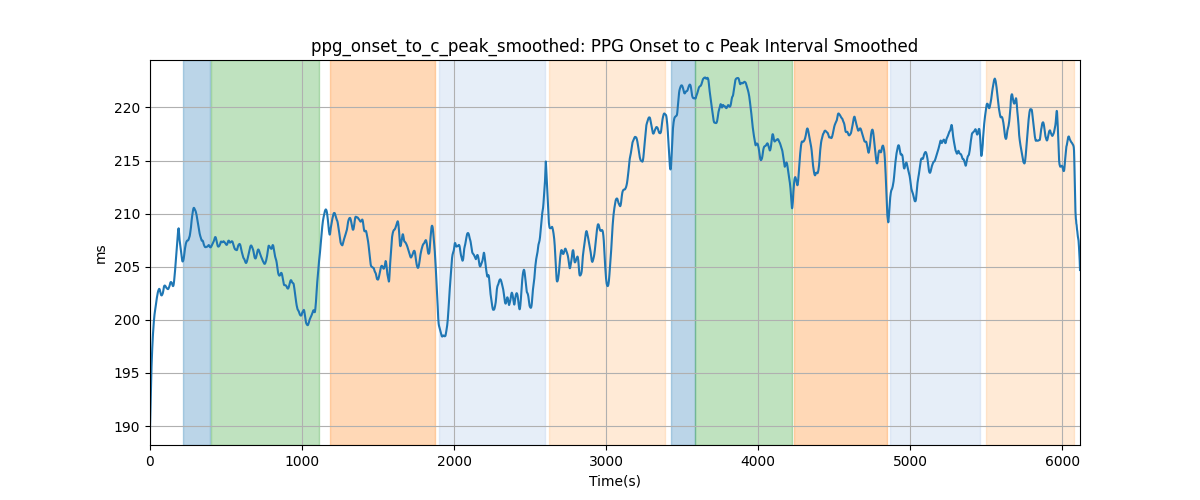 ppg_onset_to_c_peak_smoothed: PPG Onset to c Peak Interval Smoothed
ms
220
215
210
205
200
195
190
0 1000 2000 3000 4000 5000 6000
Time(s)